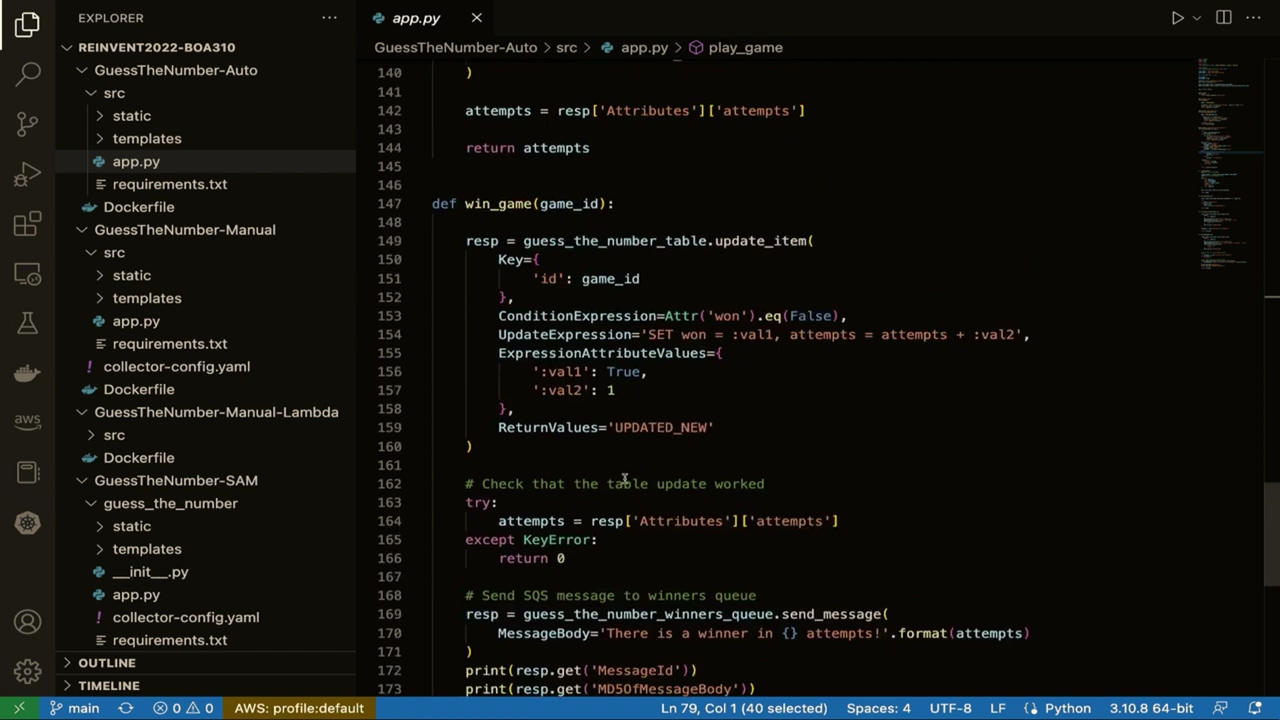 EXPLORER
REINVENT2022-BOA310
GuessTheNumber-Auto
src
static
templates
app.py
requirements.txt
Dockerfile
GuessTheNumber-Manual
src
static
templates
app.py
requirements.txt
collector-config.yaml
Dockerfile
GuessTheNumber-Manual-Lambda
src
Dockerfile
GuessTheNumber-SAM
guess_the_number
static
templates
__init__.py
app.py
collector-config.yaml
requirements.txt
OUTLINE
TIMELINE
aws
app.py
GuessTheNumber-Auto > src > app.py > play_game
140 )
141
142 attempts = resp['Attributes']['attempts']
143
144 return attempts
145
146
147 def win_game(game_id):
148
149 resp = guess_the_number_table.update_item(
150 Key={
151 'id': game_id
152 },
153 ConditionExpression=Attr('won').eq(False),
154 UpdateExpression='SET won = :val1, attempts = attempts + :val2',
155 ExpressionAttributeValues={
156 ':val1': True,
157 ':val2': 1
158 },
159 ReturnValues='UPDATED_NEW'
160 )
161
162 # Check that the table update worked
163 try:
164 attempts = resp['Attributes']['attempts']
165 except KeyError:
166 return 0
167
168 # Send SQS message to winners queue
169 resp = guess_the_number_winners_queue.send_message(
170 MessageBody='There is a winner in {} attempts!'.format(attempts)
171 )
172 print(resp.get('MessageId'))
173 print(resp.get('MD5OfMessageBody'))
main 0 0 AWS: profile:default Ln 79, Col 1 (40 selected) Spaces: 4 UTF-8 LF Python 3.10.8 64-bit